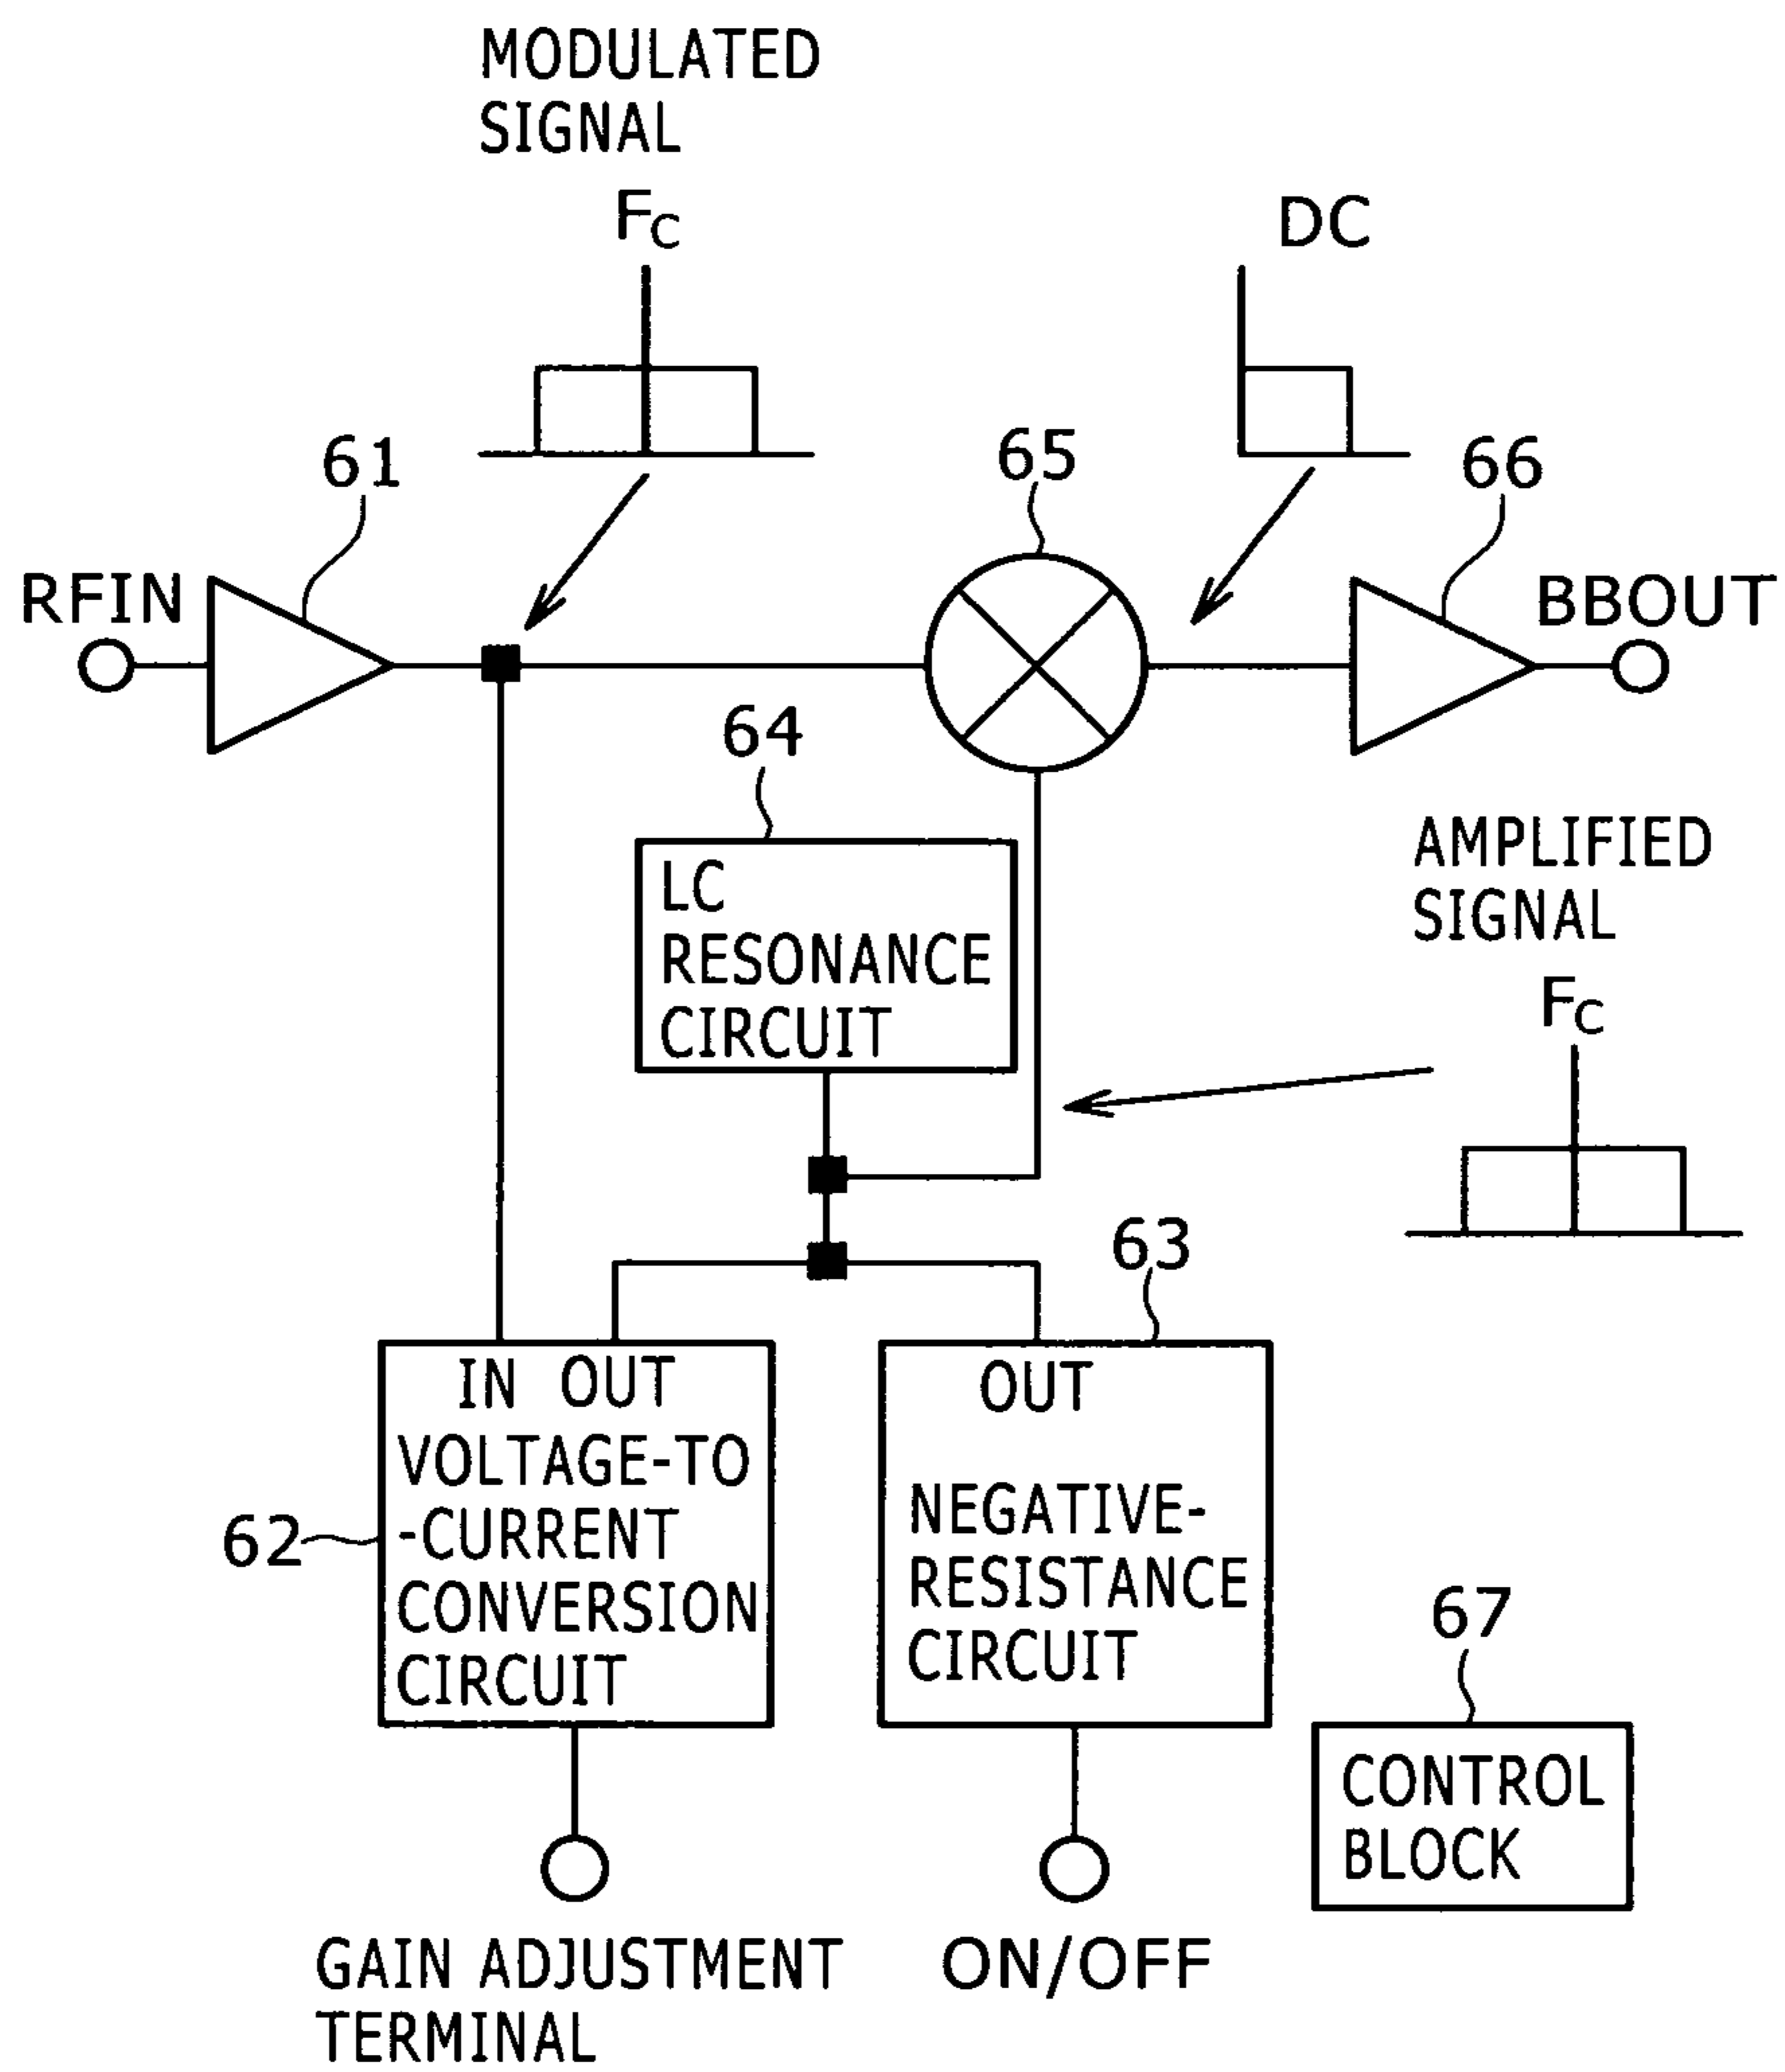 MODULATED
SIGNAL
FC
DC
61
65
66
RFIN
BBOUT
64
LC
RESONANCE
CIRCUIT
AMPLIFIED
SIGNAL
FC
63
IN OUT
VOLTAGE-TO
-CURRENT
CONVERSION
CIRCUIT
62
OUT
NEGATIVE-
RESISTANCE
CIRCUIT
67
CONTROL
BLOCK
GAIN ADJUSTMENT
TERMINAL
ON/OFF